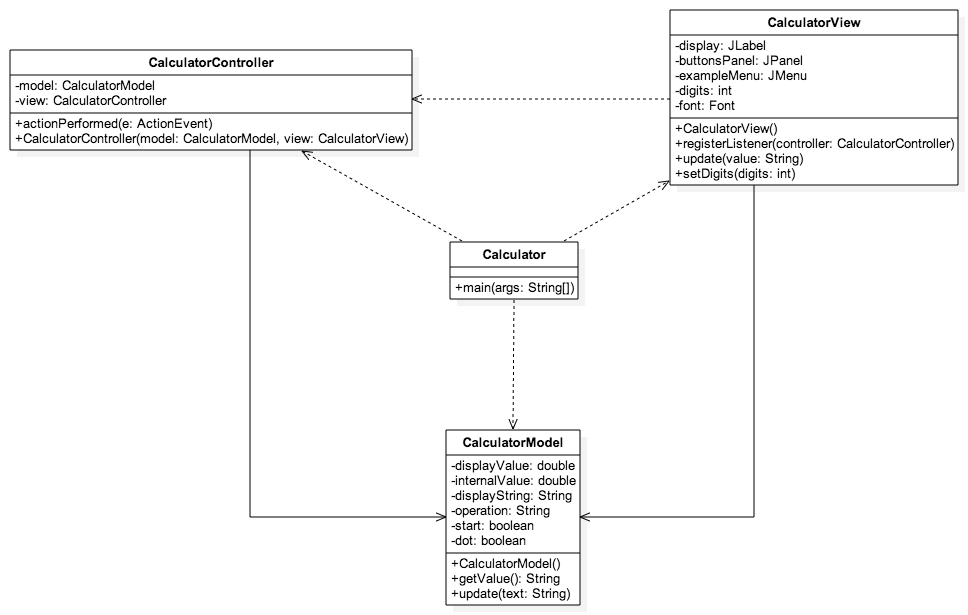 CalculatorController
-model: CalculatorModel
-view: CalculatorController
+actionPerformed(e: ActionEvent)
+CalculatorController(model: CalculatorModel, view: CalculatorView)
CalculatorView
-display: JLabel
-buttonsPanel: JPanel
-exampleMenu: JMenu
-digits: int
-font: Font
+CalculatorView()
+registerListener(controller: CalculatorController)
+update(value: String)
+setDigits(digits: int)
Calculator
+main(args: String[])
CalculatorModel
-displayValue: double
-internalValue: double
-displayString: String
-operation: String
-start: boolean
-dot: boolean
+CalculatorModel()
+getValue(): String
+update(text: String)